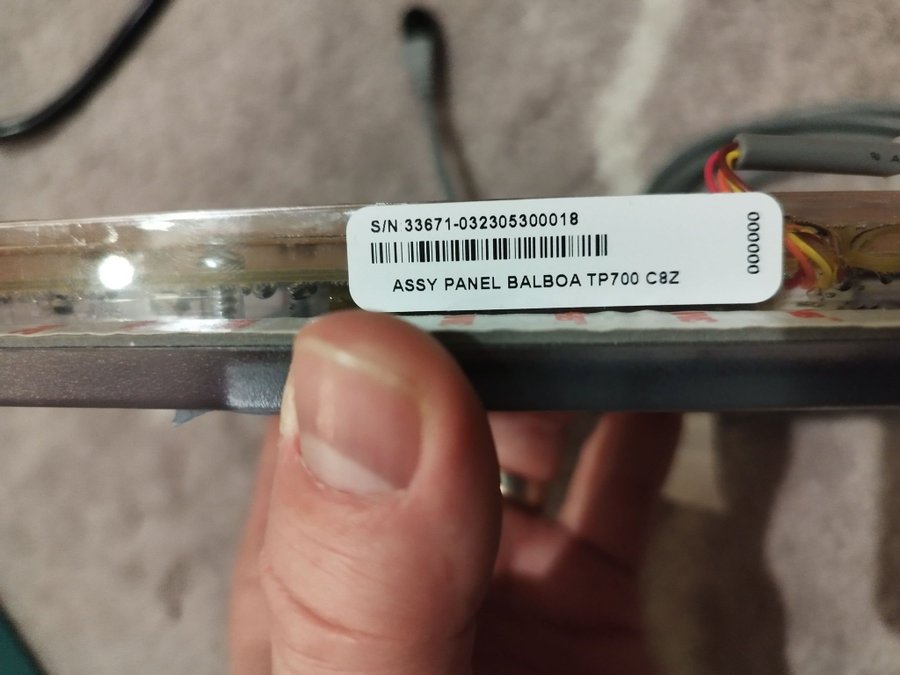 S/N 33671-032305300018
ASSY PANEL BALBOA TP700 C8Z
000000